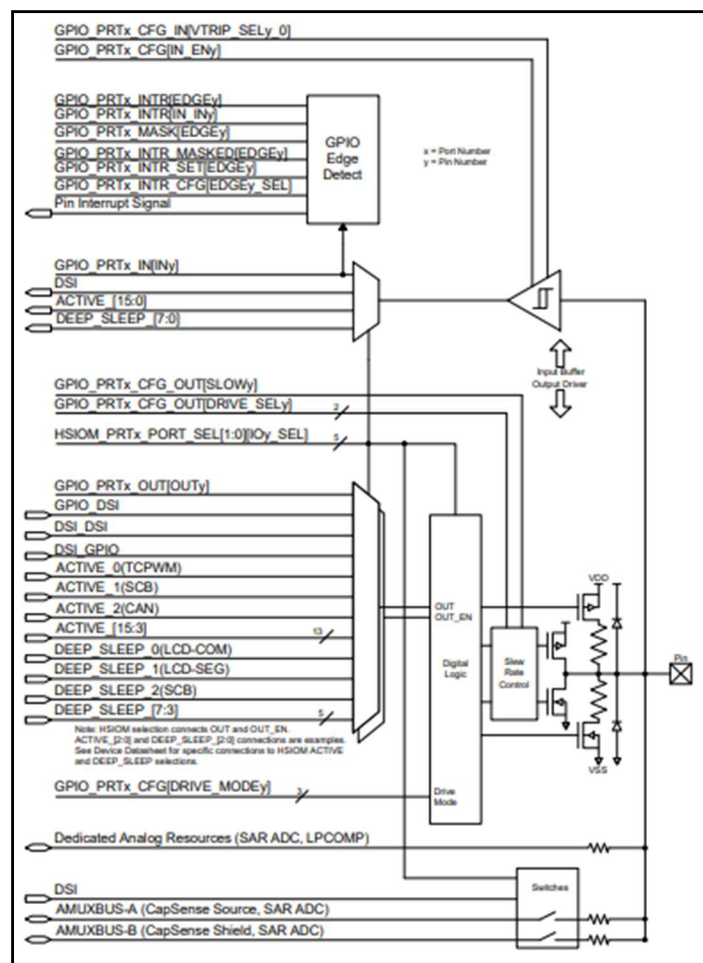 GPIO_PRTx_CFG_IN[VTRIP_SELy_0]
GPIO_PRTx_CFG[IN_ENy]
GPIO_PRTx_INTR[EDGEy]
GPIO_PRTx_INTR[IN_INy]
GPIO_PRTx_MASK[EDGEy]
GPIO_PRTx_INTR_MASKED[EDGEy]
GPIO_PRTx_INTR_SET[EDGEy]
GPIO_PRTx_INTR_CFG[EDGEy_SEL]
Pin Interrupt Signal
GPIO
Edge
Detect
x = Port Number
y = Pin Number
GPIO_PRTx_IN[INy]
DSI
ACTIVE_[15:0]
DEEP_SLEEP_[7:0]
Input Buffer
Output Driver
GPIO_PRTx_CFG_OUT[SLOWy]
GPIO_PRTx_CFG_OUT[DRIVE_SELy]
2
HSIOM_PRTx_PORT_SEL[1:0][IOy_SEL]
5
GPIO_PRTx_OUT[OUTy]
GPIO_DSI
DSI_DSI
DSI_GPIO
ACTIVE_0(TCPWM)
ACTIVE_1(SCB)
ACTIVE_2(CAN)
ACTIVE_[15:3]
13
DEEP_SLEEP_0(LCD-COM)
DEEP_SLEEP_1(LCD-SEG)
DEEP_SLEEP_2(SCB)
DEEP_SLEEP_[7:3]
5
OUT
OUT_EN
Digital
Logic
Drive
Mode
Slew
Rate
Control
VDD
Pin
VSS
Note: HSIOM selection connects OUT and OUT_EN.
ACTIVE_[2:0] and DEEP_SLEEP_[2:0] connections are examples.
See Device Datasheet for specific connections to HSIOM ACTIVE
and DEEP_SLEEP selections.
GPIO_PRTx_CFG[DRIVE_MODEy]
3
Dedicated Analog Resources (SAR ADC, LPCOMP)
DSI
AMUXBUS-A (CapSense Source, SAR ADC)
AMUXBUS-B (CapSense Shield, SAR ADC)
Switches